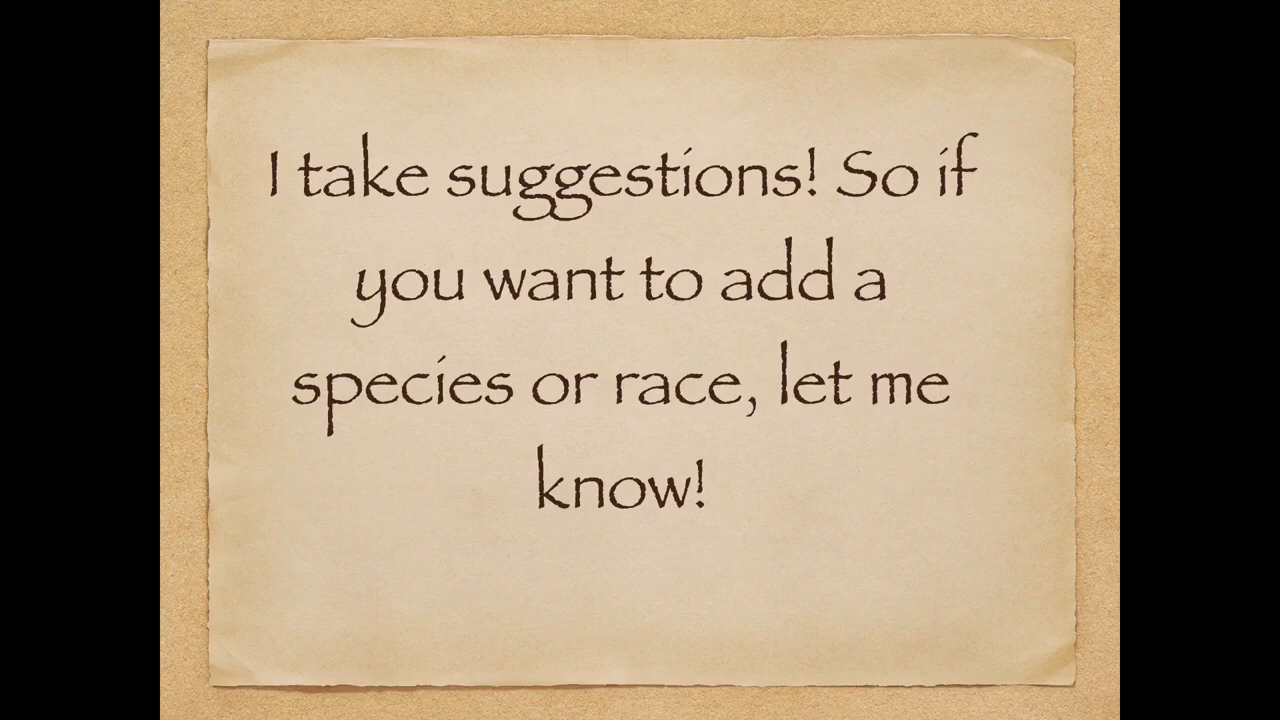 I take suggestions! So if
you want to add a
species or race, let me
know!